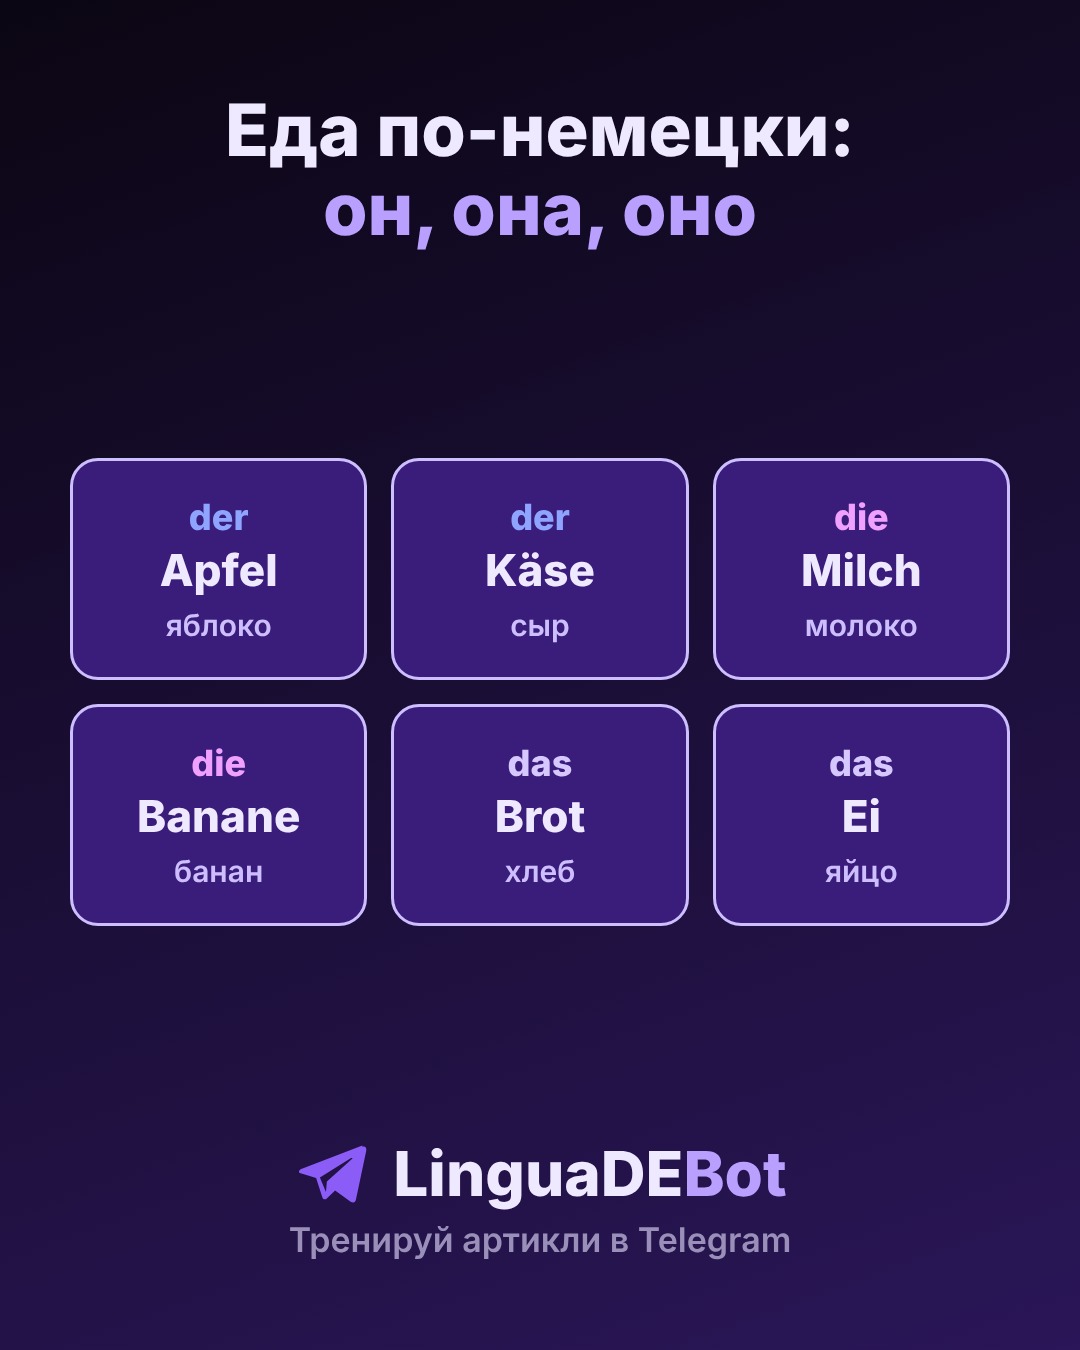 Еда по-немецки:
он, она, оно
der
Apfel
яблоко
der
Käse
сыр
die
Milch
молоко
die
Banane
банан
das
Brot
хлеб
das
Ei
яйцо
LinguaDEBot
Тренируй артикли в Telegram